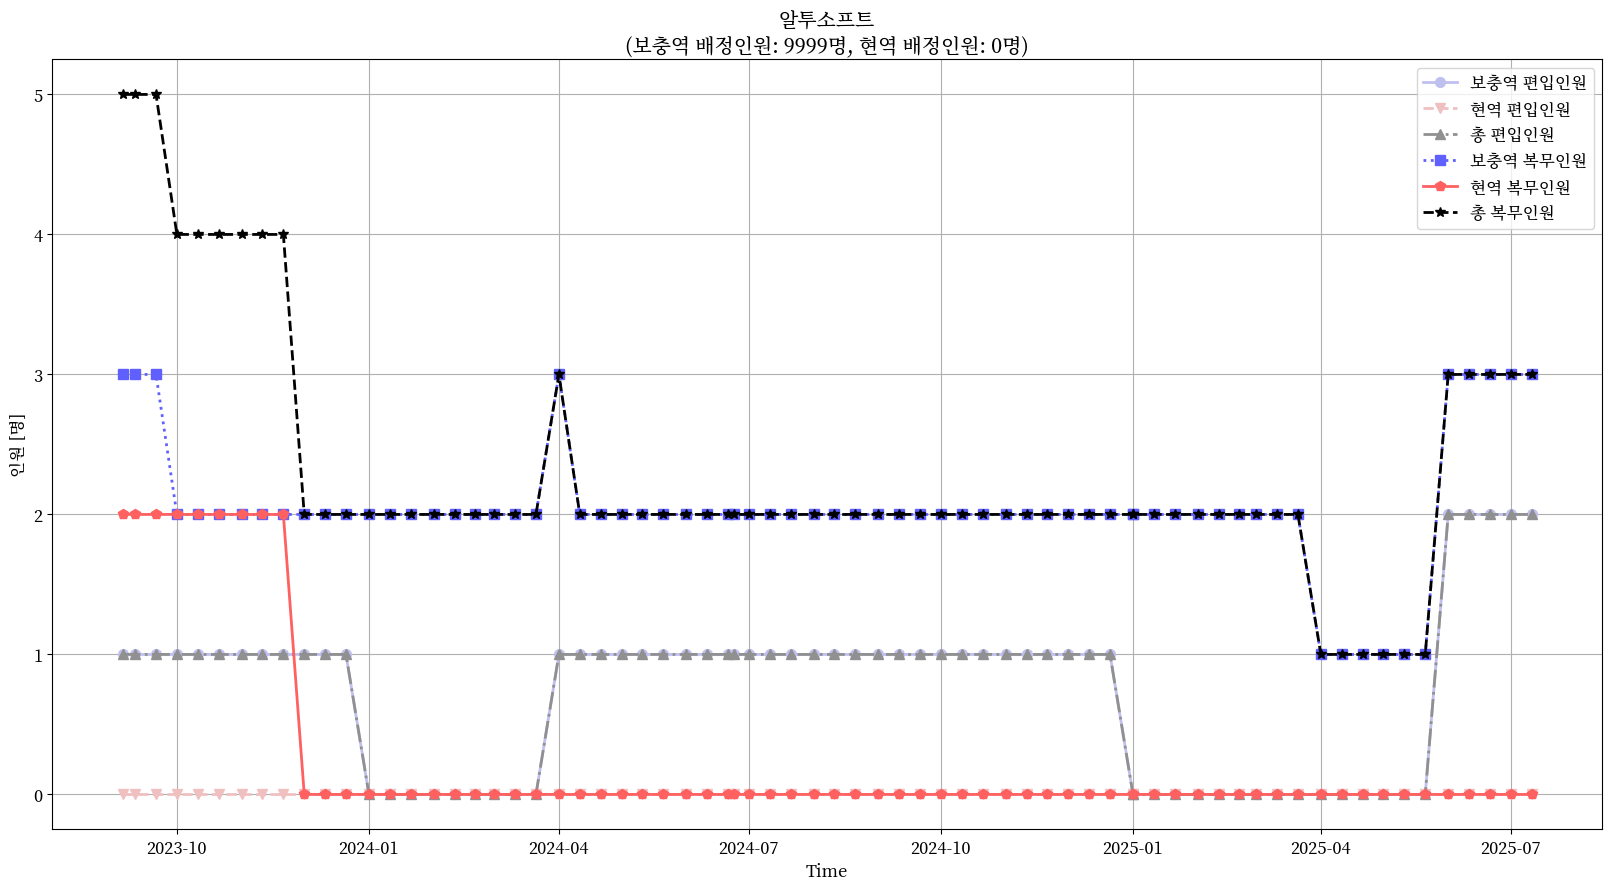 알투소프트
(보충역 배정인원: 9999명, 현역 배정인원: 0명)
보충역 편입인원
현역 편입인원
총 편입인원
보충역 복무인원
현역 복무인원
총 복무인원
인원 [명]
5
4
3
2
1
0
2023-10
2024-01
2024-04
2024-07
2024-10
2025-01
2025-04
2025-07
Time